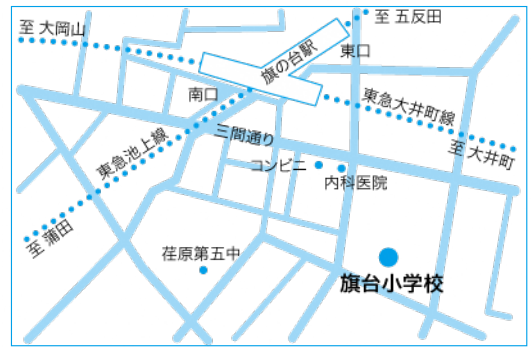 至 五反田
至 大岡山
旗の台駅
東口
南口
東急大井町線
三間通り
東急池上線
至 大井町
コンビニ
内科医院
至 蒲田
荏原第五中
旗台小学校